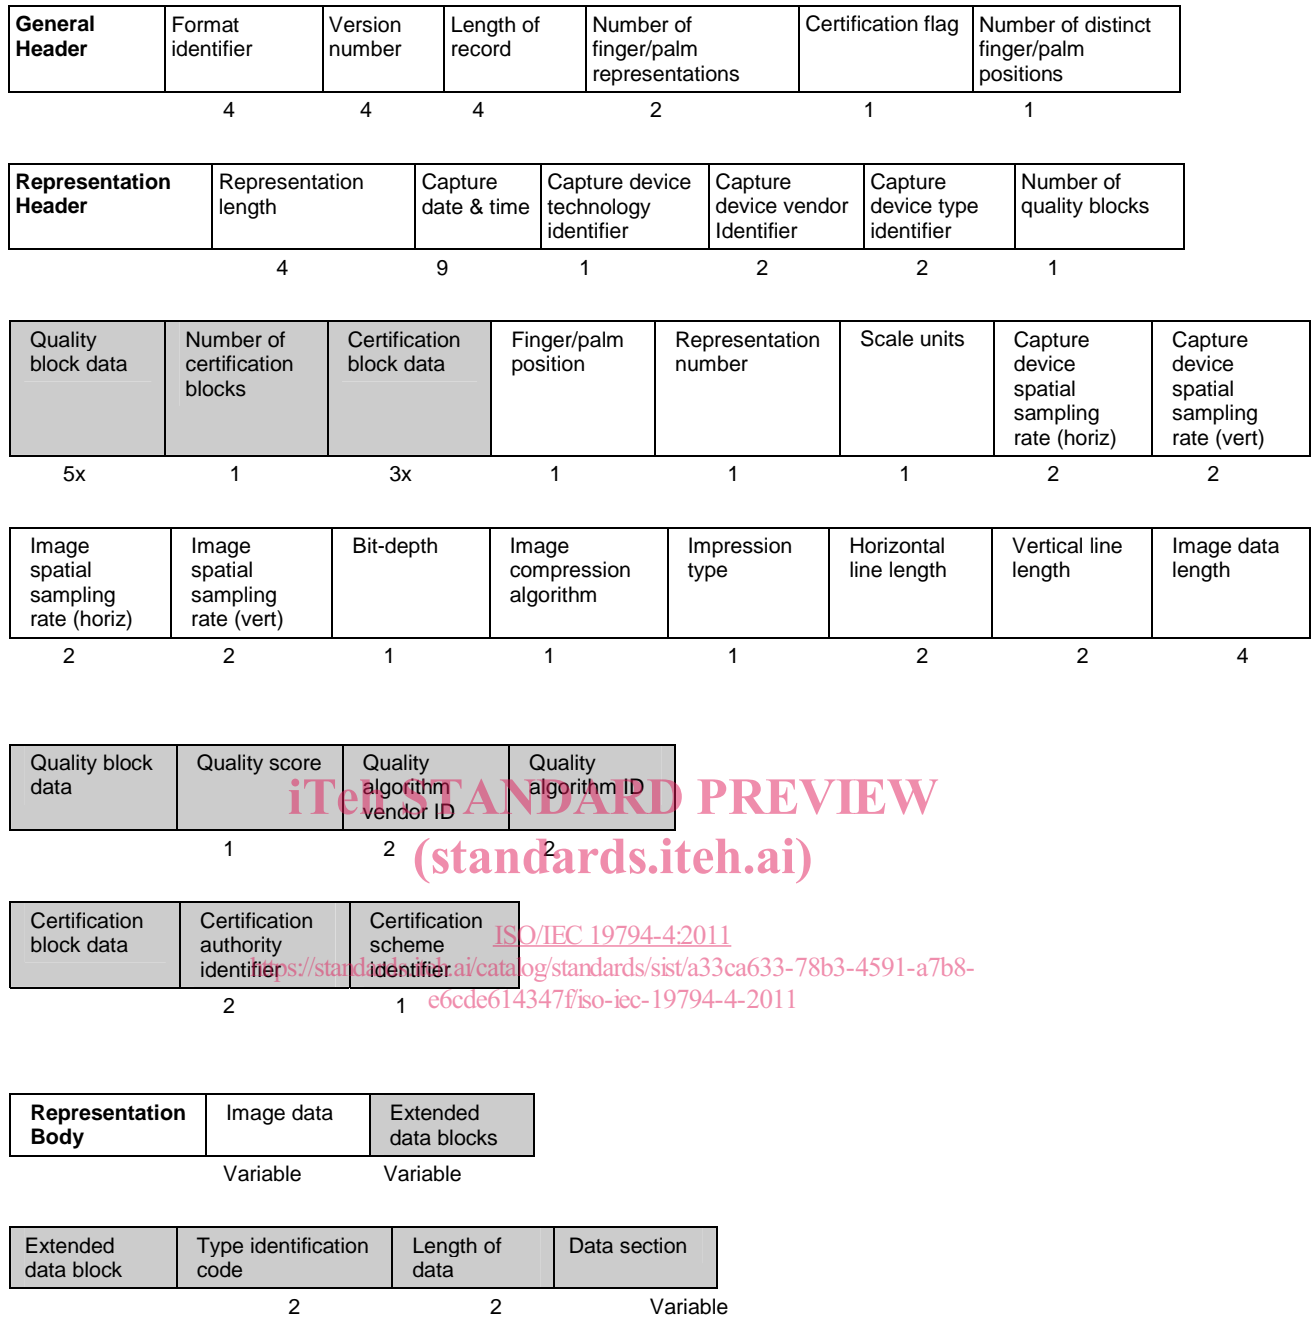 General Header | Format identifier | Version number | Length of record | Number of finger/palm representations | Certification flag | Number of distinct finger/palm positions
4 4 4 2 1 1
Representation Header | Representation length | Capture date & time | Capture device technology identifier | Capture device vendor Identifier | Capture device type identifier | Number of quality blocks
4 9 1 2 2 1
Quality block data | Number of certification blocks | Certification block data | Finger/palm position | Representation number | Scale units | Capture device spatial sampling rate (horiz) | Capture device spatial sampling rate (vert)
5x 1 3x 1 1 1 2 2
Image spatial sampling rate (horiz) | Image spatial sampling rate (vert) | Bit-depth | Image compression algorithm | Impression type | Horizontal line length | Vertical line length | Image data length
2 2 1 1 1 2 2 4
Quality block data | Quality score | Quality algorithm vendor ID | Quality algorithm ID
iTeh STANDARD PREVIEW
1 2 2
(standards.iteh.ai)
Certification block data | Certification authority identifier | Certification scheme identifier
ISO/IEC 19794-4:2011
https://standards.iteh.ai/catalog/standards/sist/a33ca633-78b3-4591-a7b8-
e6cde614347f/iso-iec-19794-4-2011
2 1
Representation Body | Image data | Extended data blocks
Variable Variable
Extended data block | Type identification code | Length of data | Data section
2 2 Variable